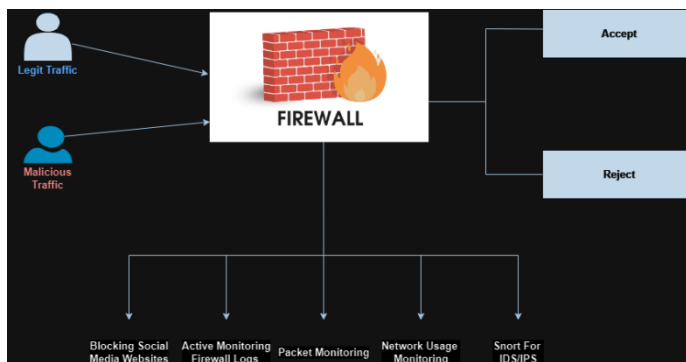 Legit Traffic
Accept
FIREWALL
Malicious
Traffic
Reject
Blocking Social
Media Websites
Active Monitoring
Firewall Logs
Packet Monitoring
Network Usage
Monitoring
Snort For
IDS/IPS